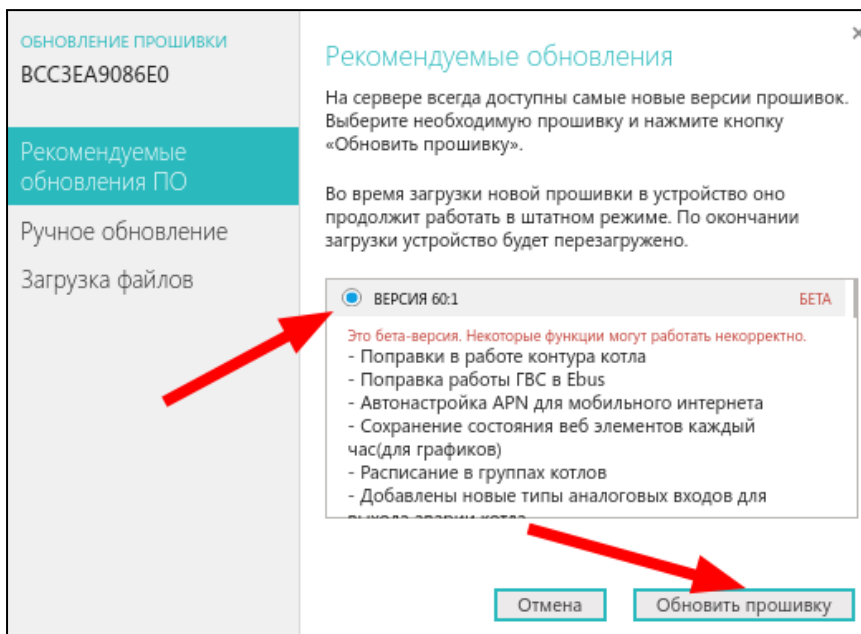 ОБНОВЛЕНИЕ ПРОШИВКИ
BCC3EA9086E0
Рекомендуемые
обновления ПО
Ручное обновление
Загрузка файлов
Рекомендуемые обновления
На сервере всегда доступны самые новые версии прошивок.
Выберите необходимую прошивку и нажмите кнопку
«Обновить прошивку».
Во время загрузки новой прошивки в устройство оно
продолжит работать в штатном режиме. По окончании
загрузки устройство будет перезагружено.
ВЕРСИЯ 60:1 БЕТА
Это бета-версия. Некоторые функции могут работать некорректно.
- Поправки в работе контура котла
- Поправка работы ГВС в Ebus
- Автонастройка APN для мобильного интернета
- Сохранение состояния веб элементов каждый
час(для графиков)
- Расписание в группах котлов
- Добавлены новые типы аналоговых входов для
выхода аварии котла
Отмена Обновить прошивку